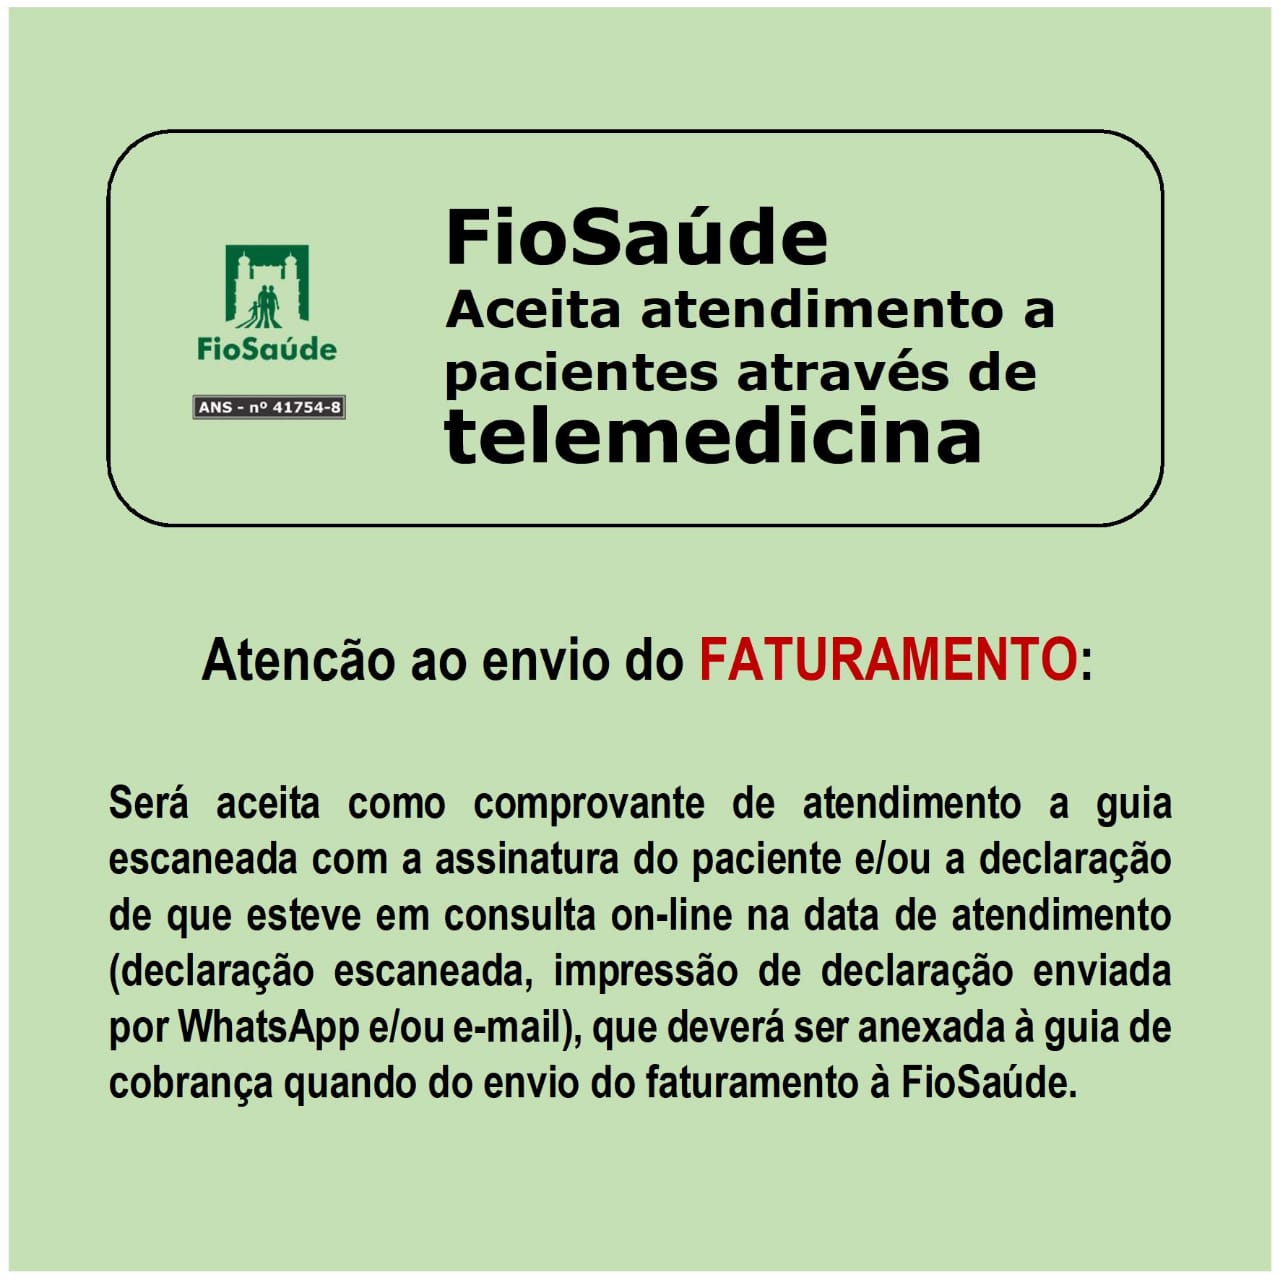 FioSaúde
Aceita atendimento a
pacientes através de
telemedicina
FioSaúde
ANS - nº 41754-8
Atencão ao envio do FATURAMENTO:
Será aceita como comprovante de atendimento a guia
escaneada com a assinatura do paciente e/ou a declaração
de que esteve em consulta on-line na data de atendimento
(declaração escaneada, impressão de declaração enviada
por WhatsApp e/ou e-mail), que deverá ser anexada à guia de
cobrança quando do envio do faturamento à FioSaúde.